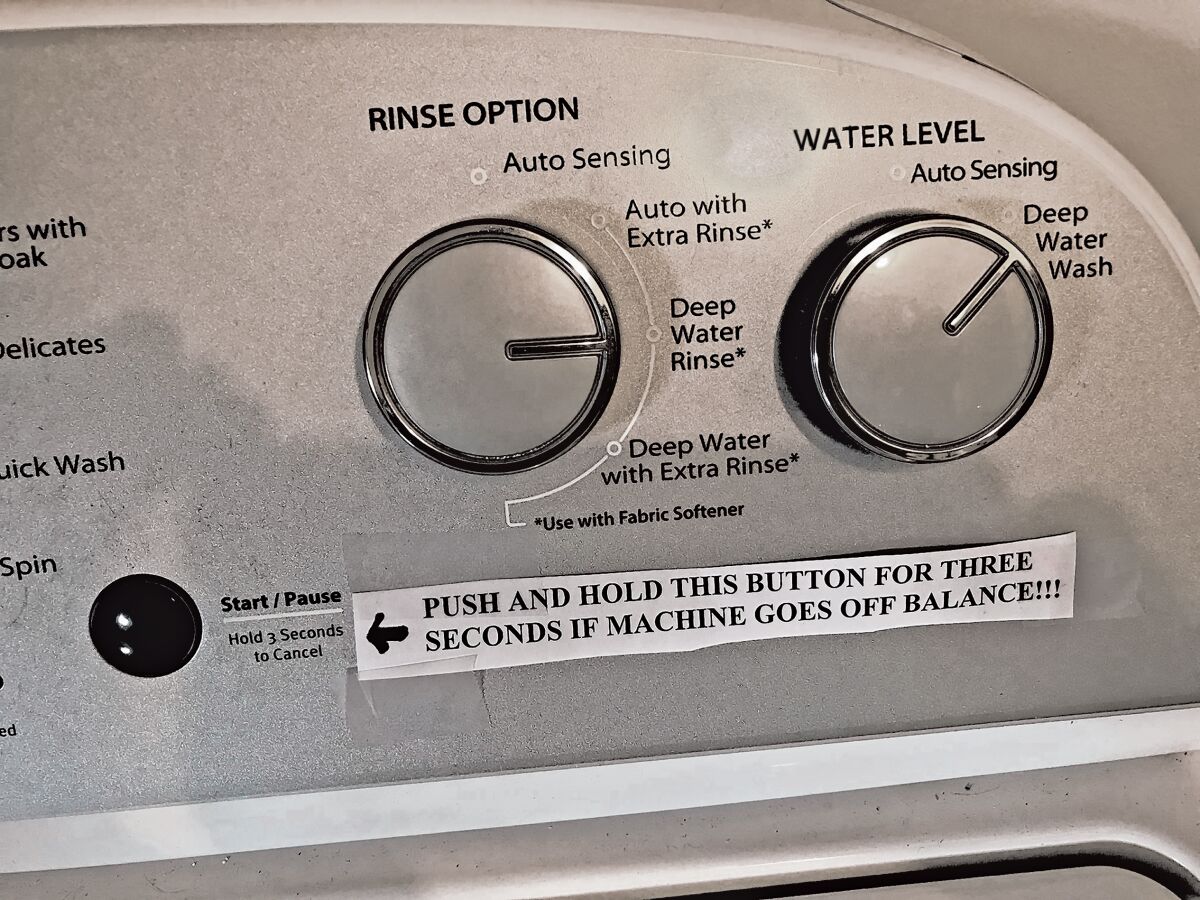 RINSE OPTION
Auto Sensing
Auto with
Extra Rinse*
Deep
Water
Rinse*
Deep Water
with Extra Rinse*
*Use with Fabric Softener
WATER LEVEL
Auto Sensing
Deep
Water
Wash
rs with
oak
Delicates
uick Wash
Spin
Start / Pause
Hold 3 Seconds
to Cancel
ed
PUSH AND HOLD THIS BUTTON FOR THREE
SECONDS IF MACHINE GOES OFF BALANCE!!!